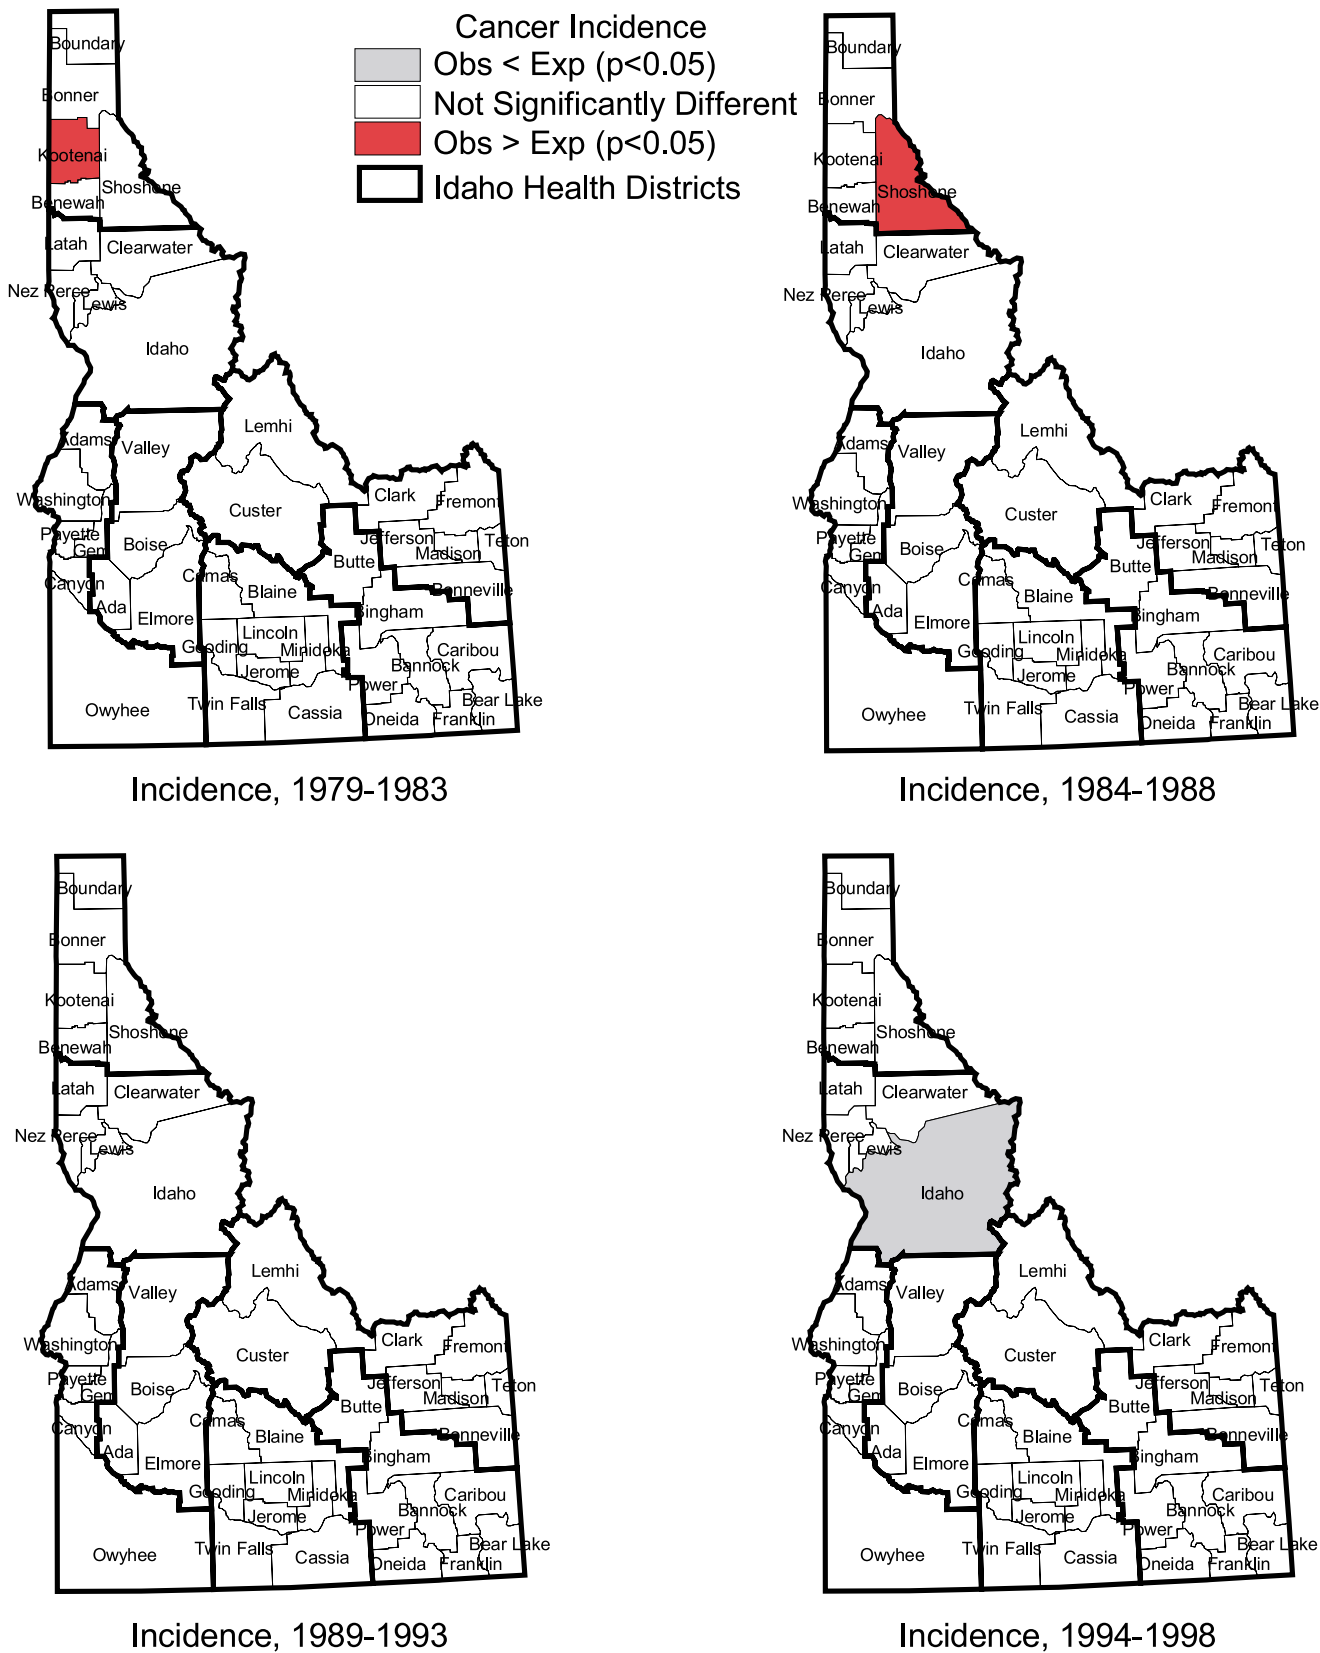 Cancer Incidence
Obs < Exp (p<0.05)
Not Significantly Different
Obs > Exp (p<0.05)
Idaho Health Districts
Boundary
Bonner
Kootenai
Shoshone
Benewah
Latah
Clearwater
Nez Perce
Lewis
Idaho
Lemhi
Adams
Valley
Clark
Fremont
Washington
Custer
Payette
Gem
Boise
Jefferson
Madison
Teton
Butte
Camas
Canyon
Blaine
Bonneville
Ada
Elmore
Bingham
Lincoln
Gooding
Minidoka
Caribou
Bannock
Jerome
Power
Owyhee
Twin Falls
Cassia
Bear Lake
Oneida
Franklin
Incidence, 1979-1983
Boundary
Bonner
Kootenai
Shoshone
Benewah
Latah
Clearwater
Nez Perce
Lewis
Idaho
Lemhi
Adams
Valley
Clark
Fremont
Washington
Custer
Payette
Gem
Boise
Jefferson
Madison
Teton
Butte
Camas
Canyon
Blaine
Bonneville
Ada
Elmore
Bingham
Lincoln
Gooding
Minidoka
Caribou
Bannock
Jerome
Power
Owyhee
Twin Falls
Cassia
Bear Lake
Oneida
Franklin
Incidence, 1984-1988
Boundary
Bonner
Kootenai
Shoshone
Benewah
Latah
Clearwater
Nez Perce
Lewis
Idaho
Lemhi
Adams
Valley
Clark
Fremont
Washington
Custer
Payette
Gem
Boise
Jefferson
Madison
Teton
Butte
Camas
Canyon
Blaine
Bonneville
Ada
Elmore
Bingham
Lincoln
Gooding
Minidoka
Caribou
Bannock
Jerome
Power
Owyhee
Twin Falls
Cassia
Bear Lake
Oneida
Franklin
Incidence, 1989-1993
Boundary
Bonner
Kootenai
Shoshone
Benewah
Latah
Clearwater
Nez Perce
Lewis
Idaho
Lemhi
Adams
Valley
Clark
Fremont
Washington
Custer
Payette
Gem
Boise
Jefferson
Madison
Teton
Butte
Camas
Canyon
Blaine
Bonneville
Ada
Elmore
Bingham
Lincoln
Gooding
Minidoka
Caribou
Bannock
Jerome
Power
Owyhee
Twin Falls
Cassia
Bear Lake
Oneida
Franklin
Incidence, 1994-1998